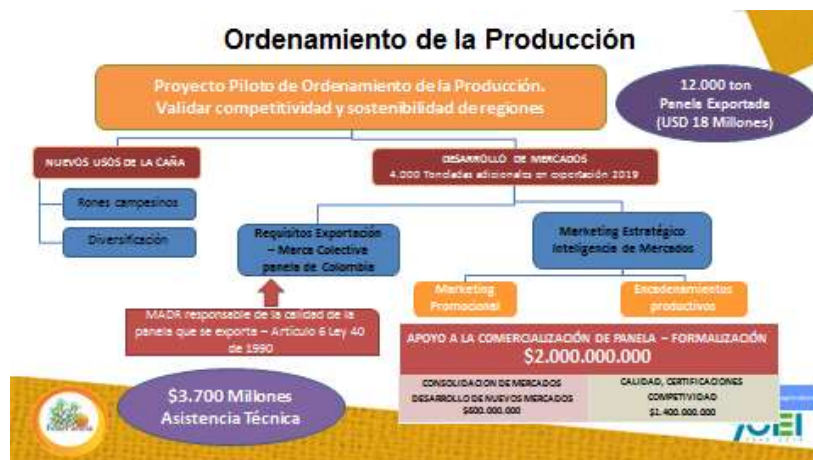 Ordenamiento de la Producción
Proyecto Piloto de Ordenamiento de la Producción.
Validar competitividad y sostenibilidad de regiones
12.000 ton
Panela Exportada
(USD 18 Millones)
NUEVOS USOS DE LA CAÑA
DESARROLLO DE MERCADOS
4.000 Toneladas adicionales en exportación 2019
Rones campesinos
Diversificación
Requisitos Exportación
– Marca Colectiva
panela de Colombia
Marketing Estratégico
Inteligencia de Mercados
Marketing
Promocional
Encadenamientos
productivos
MADR responsable de la calidad de la
panela que se exporta – Artículo 6 Ley 40
de 1990
APOYO A LA COMERCIALIZACIÓN DE PANELA – FORMALIZACIÓN
$2.000.000.000
CONSOLIDACION DE MERCADOS
DESARROLLO DE NUEVOS MERCADOS
$600.000.000
CALIDAD, CERTIFICACIONES
COMPETIVIDAD
$1.400.000.000
$3.700 Millones
Asistencia Técnica